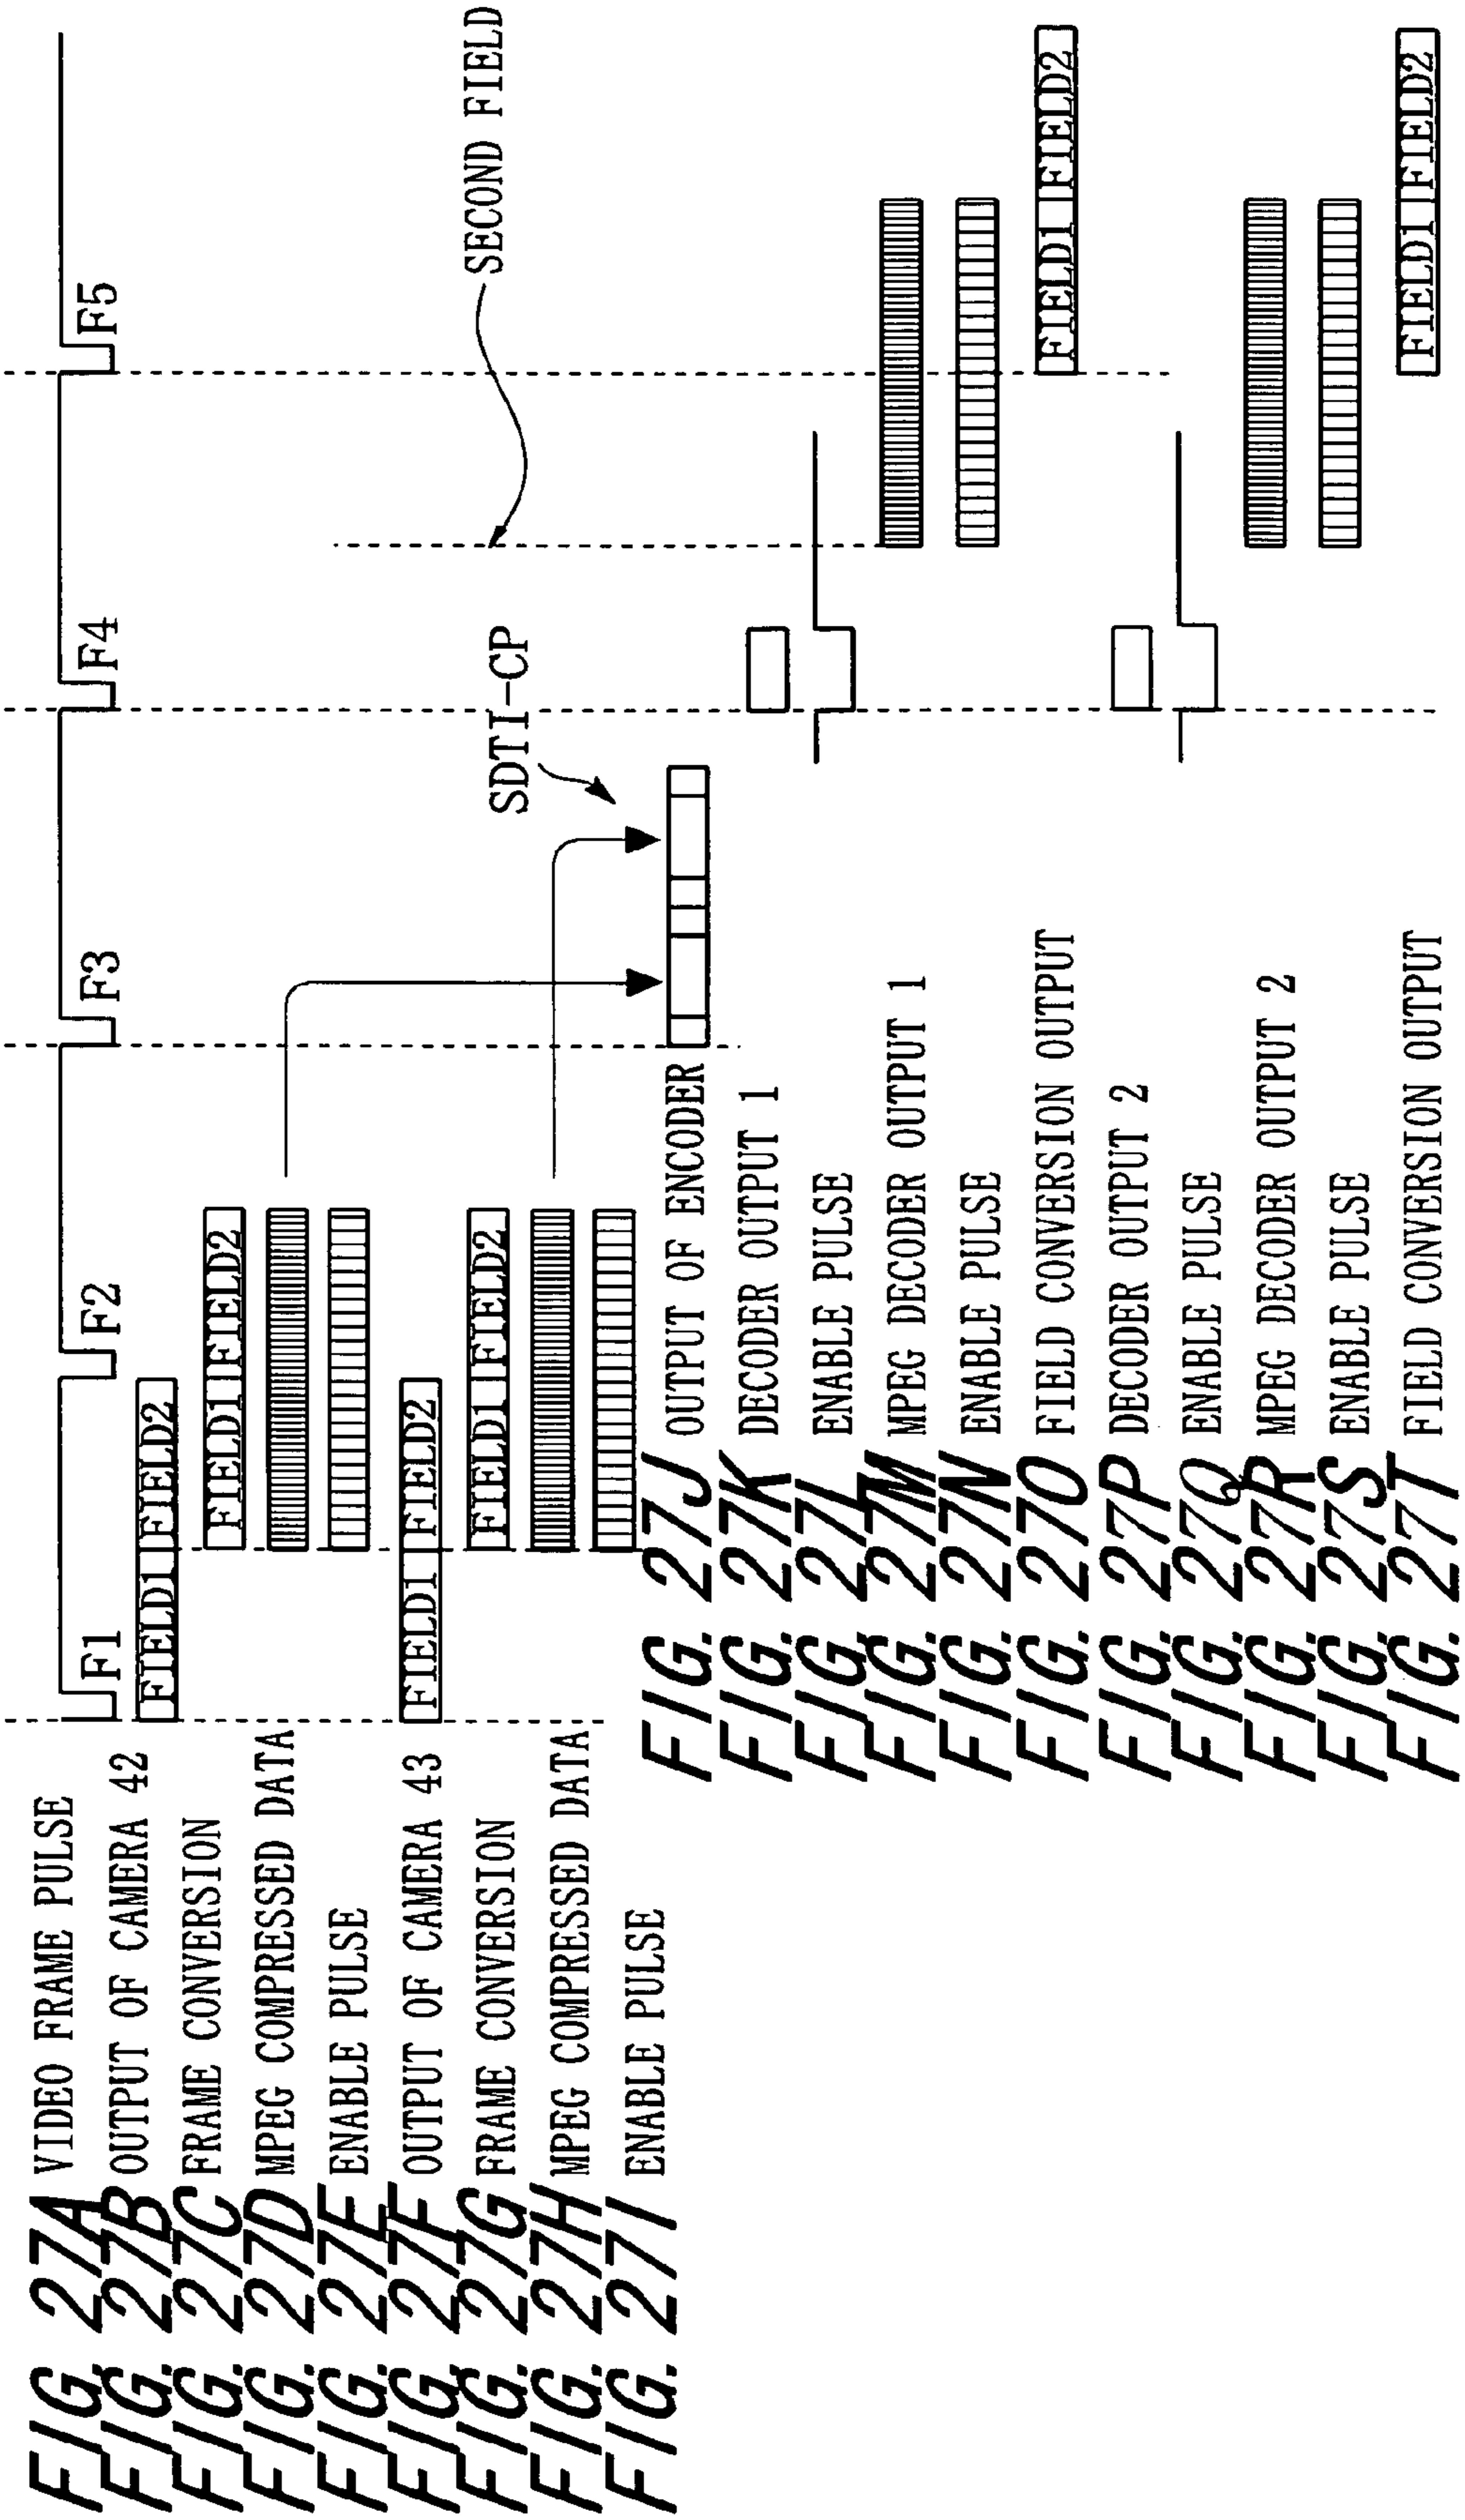 FIG. 27A VIDEO FRAME PULSE
F1 F2 F3 F4 F5
FIG. 27B OUTPUT OF CAMERA 42
FIELD1 FIELD2
FIG. 27C FRAME CONVERSION
FIELD1 FIELD2
FIG. 27D MPEG COMPRESSED DATA
FIG. 27E ENABLE PULSE
FIG. 27F OUTPUT OF CAMERA 43
FIELD1 FIELD2
FIG. 27G FRAME CONVERSION
FIELD1 FIELD2
SECOND FIELD
SDTI-CP
FIG. 27H MPEG COMPRESSED DATA
FIG. 27I ENABLE PULSE
FIG. 27J OUTPUT OF ENCODER
FIG. 27K DECODER OUTPUT 1
FIG. 27L ENABLE PULSE
FIG. 27M MPEG DECODER OUTPUT 1
FIG. 27N ENABLE PULSE
FIG. 27O FIELD CONVERSION OUTPUT
FIELD1 FIELD2
FIG. 27P DECODER OUTPUT 2
FIG. 27Q ENABLE PULSE
FIG. 27R MPEG DECODER OUTPUT 2
FIG. 27S ENABLE PULSE
FIG. 27T FIELD CONVERSION OUTPUT
FIELD1 FIELD2